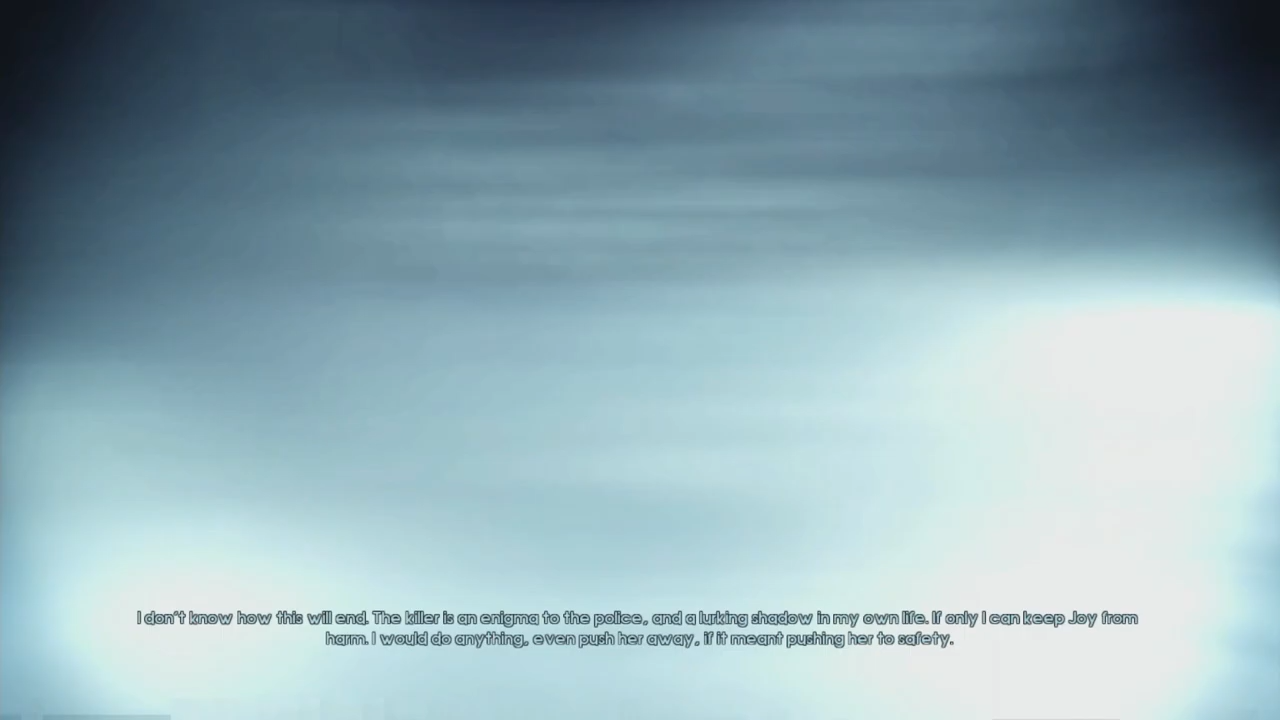 I don't know how this will end. The killer is an enigma to the police, and a lurking shadow in my own life. If only I can keep Joy from
harm. I would do anything, even push her away, if it meant pushing her to safety.